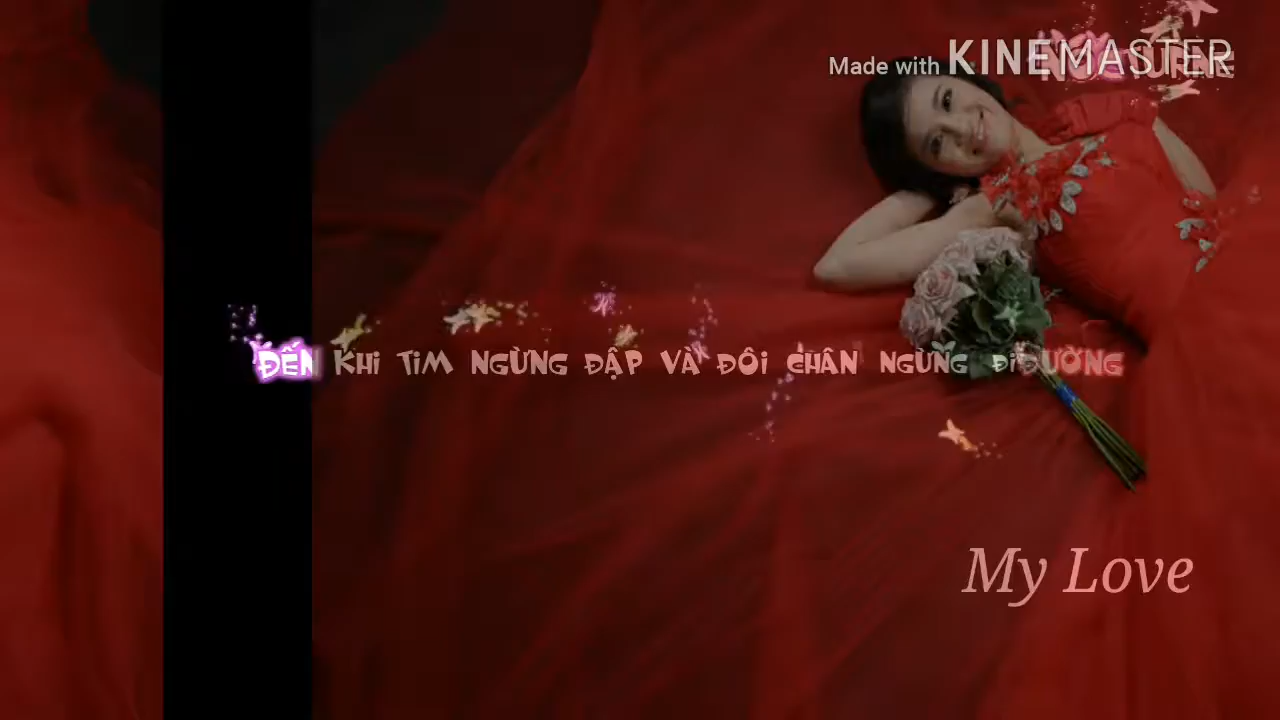 Made with KINEMASTER
ĐẾN KHI TIM NGỪNG ĐẬP VÀ ĐÔI CHÂN NGỪNG ĐI ĐƯỜNG
My Love